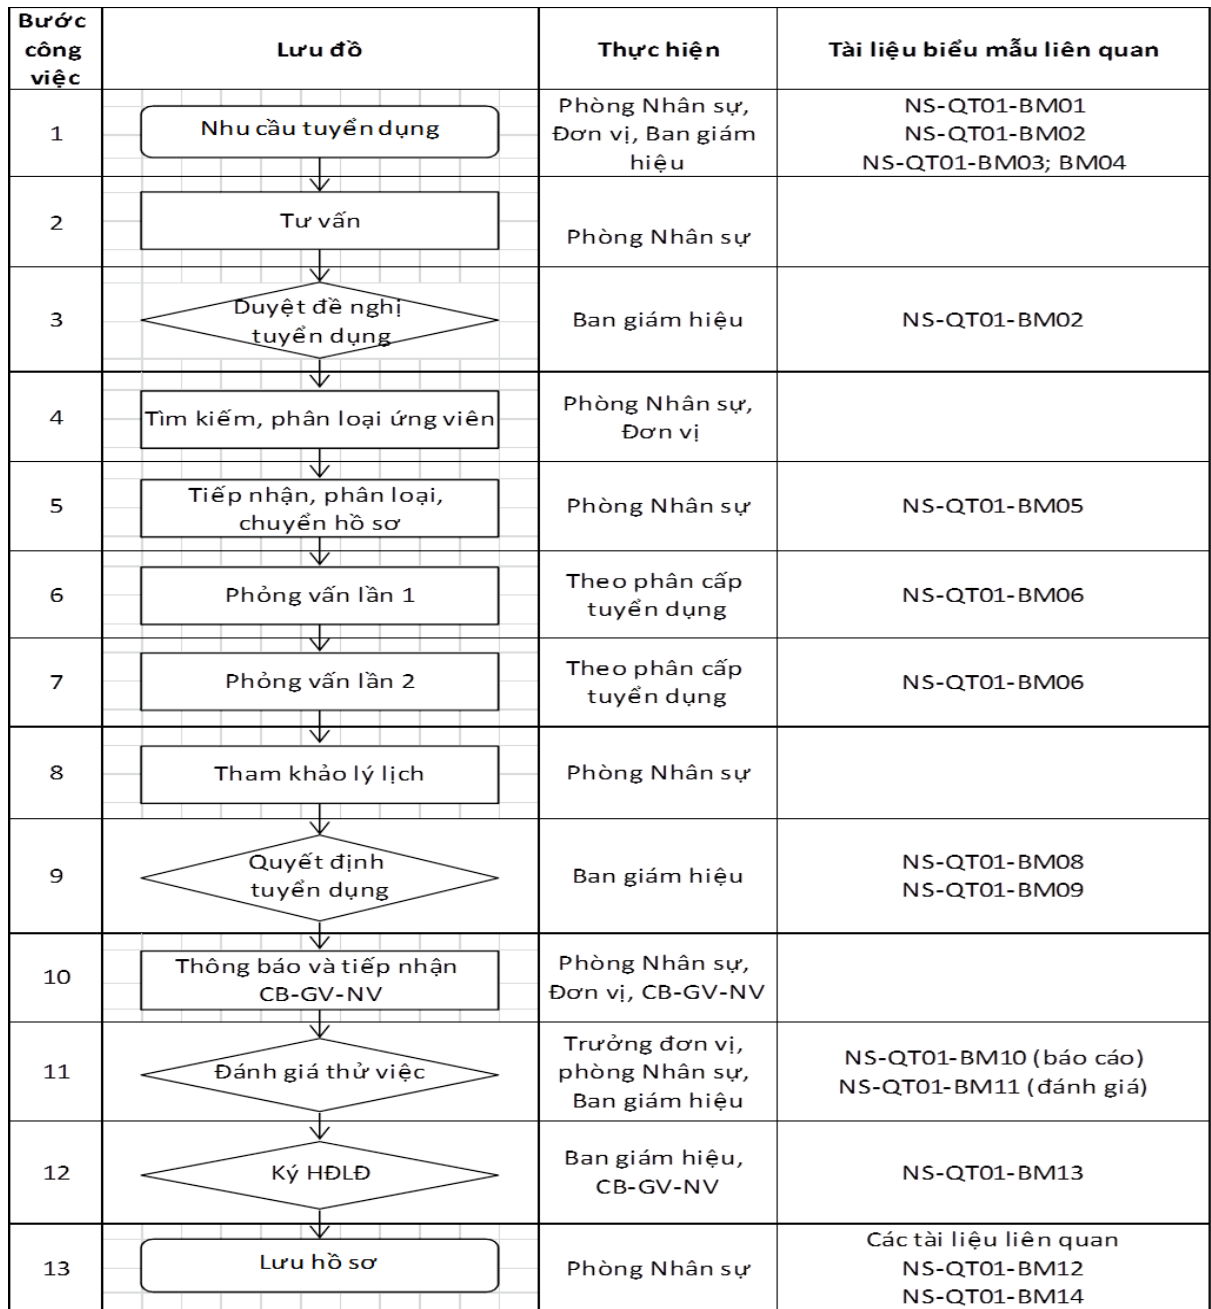 Bước
công
việc
Lưu đồ
Thực hiện
Tài liệu biểu mẫu liên quan
1
Nhu cầu tuyển dụng
Phòng Nhân sự,
Đơn vị, Ban giám
hiệu
NS-QT01-BM01
NS-QT01-BM02
NS-QT01-BM03; BM04
2
Tư vấn
Phòng Nhân sự
3
Duyệt đề nghị
tuyển dụng
Ban giám hiệu
NS-QT01-BM02
4
Tìm kiếm, phân loại ứng viên
Phòng Nhân sự,
Đơn vị
5
Tiếp nhận, phân loại,
chuyển hồ sơ
Phòng Nhân sự
NS-QT01-BM05
6
Phỏng vấn lần 1
Theo phân cấp
tuyển dụng
NS-QT01-BM06
7
Phỏng vấn lần 2
Theo phân cấp
tuyển dụng
NS-QT01-BM06
8
Tham khảo lý lịch
Phòng Nhân sự
9
Quyết định
tuyển dụng
Ban giám hiệu
NS-QT01-BM08
NS-QT01-BM09
10
Thông báo và tiếp nhận
CB-GV-NV
Phòng Nhân sự,
Đơn vị, CB-GV-NV
11
Đánh giá thử việc
Trưởng đơn vị,
phòng Nhân sự,
Ban giám hiệu
NS-QT01-BM10 (báo cáo)
NS-QT01-BM11 (đánh giá)
12
Ký HĐLĐ
Ban giám hiệu,
CB-GV-NV
NS-QT01-BM13
13
Lưu hồ sơ
Phòng Nhân sự
Các tài liệu liên quan
NS-QT01-BM12
NS-QT01-BM14